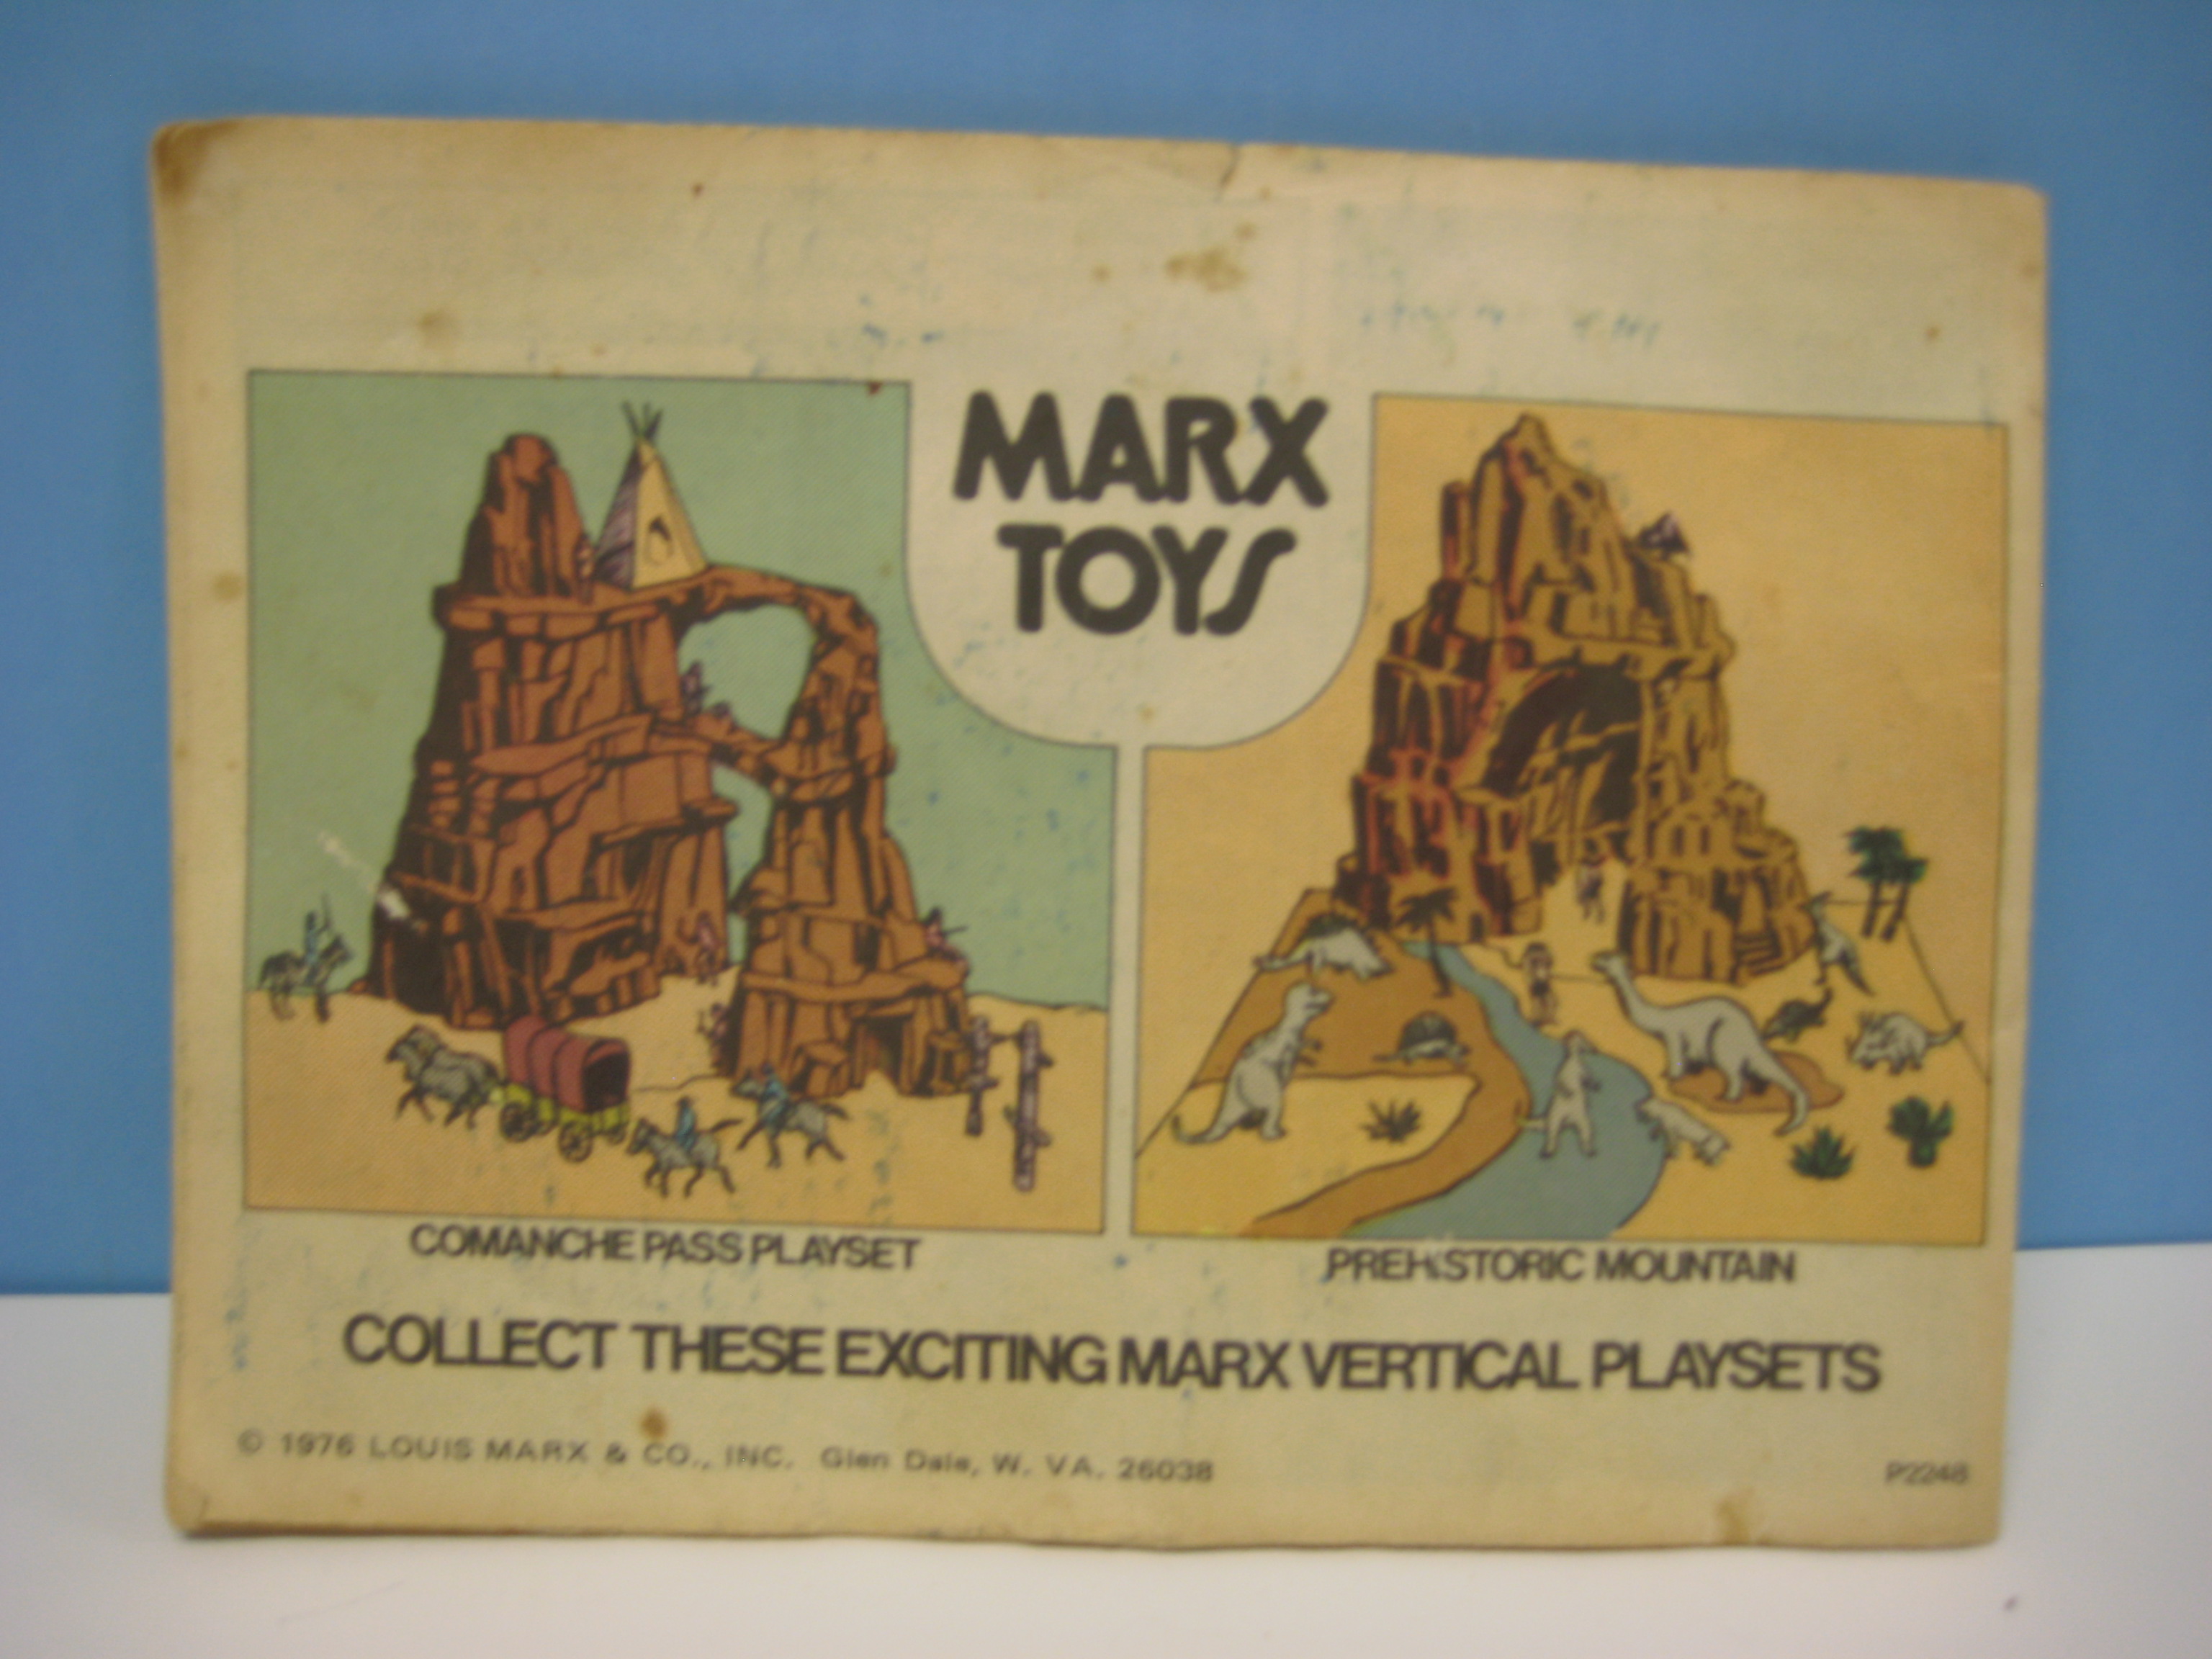 MARX
TOYS
COMANCHE PASS PLAYSET
PREHISTORIC MOUNTAIN
COLLECT THESE EXCITING MARX VERTICAL PLAYSETS
© 1976 LOUIS MARX & CO., INC. Glen Dale, W. VA. 26038
P2248